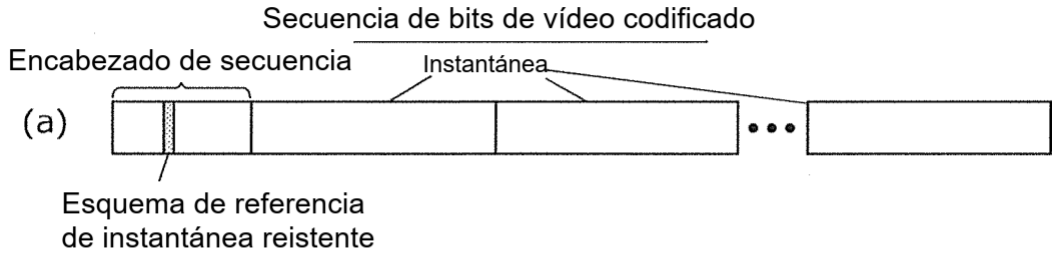 Secuencia de bits de vídeo codificado
Encabezado de secuencia
Instantánea
(a)
Esquema de referencia
de instantánea reistente